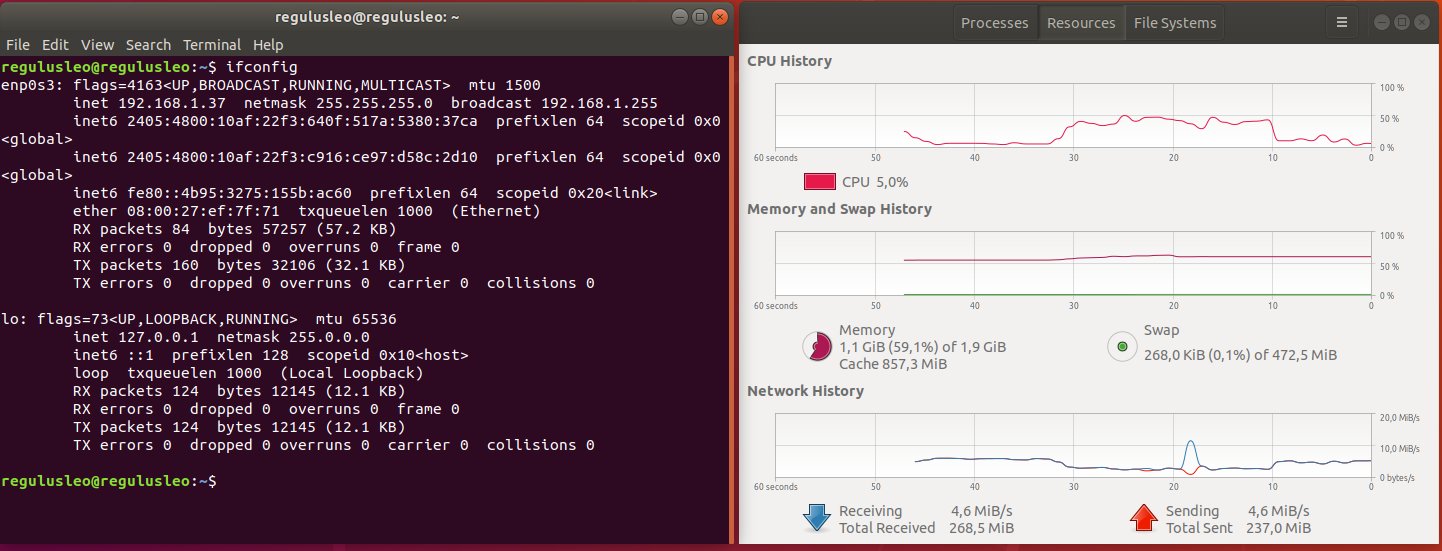 regulusleo@regulusleo: ~
File Edit View Search Terminal Help
regulusleo@regulusleo:~$ ifconfig
enp0s3: flags=4163<UP,BROADCAST,RUNNING,MULTICAST> mtu 1500
inet 192.168.1.37 netmask 255.255.255.0 broadcast 192.168.1.255
inet6 2405:4800:10af:22f3:640f:517a:5380:37ca prefixlen 64 scopeid 0x0
<global>
inet6 2405:4800:10af:22f3:c916:ce97:d58c:2d10 prefixlen 64 scopeid 0x0
<global>
inet6 fe80::4b95:3275:155b:ac60 prefixlen 64 scopeid 0x20<link>
ether 08:00:27:ef:7f:71 txqueuelen 1000 (Ethernet)
RX packets 84 bytes 57257 (57.2 KB)
RX errors 0 dropped 0 overruns 0 frame 0
TX packets 160 bytes 32106 (32.1 KB)
TX errors 0 dropped 0 overruns 0 carrier 0 collisions 0
lo: flags=73<UP,LOOPBACK,RUNNING> mtu 65536
inet 127.0.0.1 netmask 255.0.0.0
inet6 ::1 prefixlen 128 scopeid 0x10<host>
loop txqueuelen 1000 (Local Loopback)
RX packets 124 bytes 12145 (12.1 KB)
RX errors 0 dropped 0 overruns 0 frame 0
TX packets 124 bytes 12145 (12.1 KB)
TX errors 0 dropped 0 overruns 0 carrier 0 collisions 0
regulusleo@regulusleo:~$
Processes Resources File Systems
CPU History
100 %
50 %
0 %
60 seconds 50 40 30 20 10 0
CPU 5,0%
Memory and Swap History
100 %
50 %
0 %
60 seconds 50 40 30 20 10 0
Memory
1,1 GiB (59,1%) of 1,9 GiB
Cache 857,3 MiB
Swap
268,0 KiB (0,1%) of 472,5 MiB
Network History
20,0 MiB/s
10,0 MiB/s
0 bytes/s
60 seconds 50 40 30 20 10 0
Receiving 4,6 MiB/s
Total Received 268,5 MiB
Sending 4,6 MiB/s
Total Sent 237,0 MiB